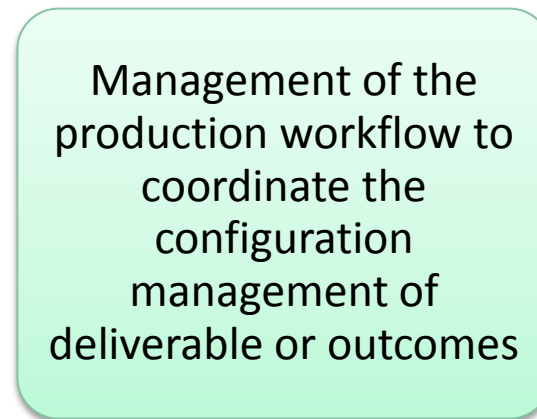 Management of the
production workflow to
coordinate the
configuration
management of
deliverable or outcomes